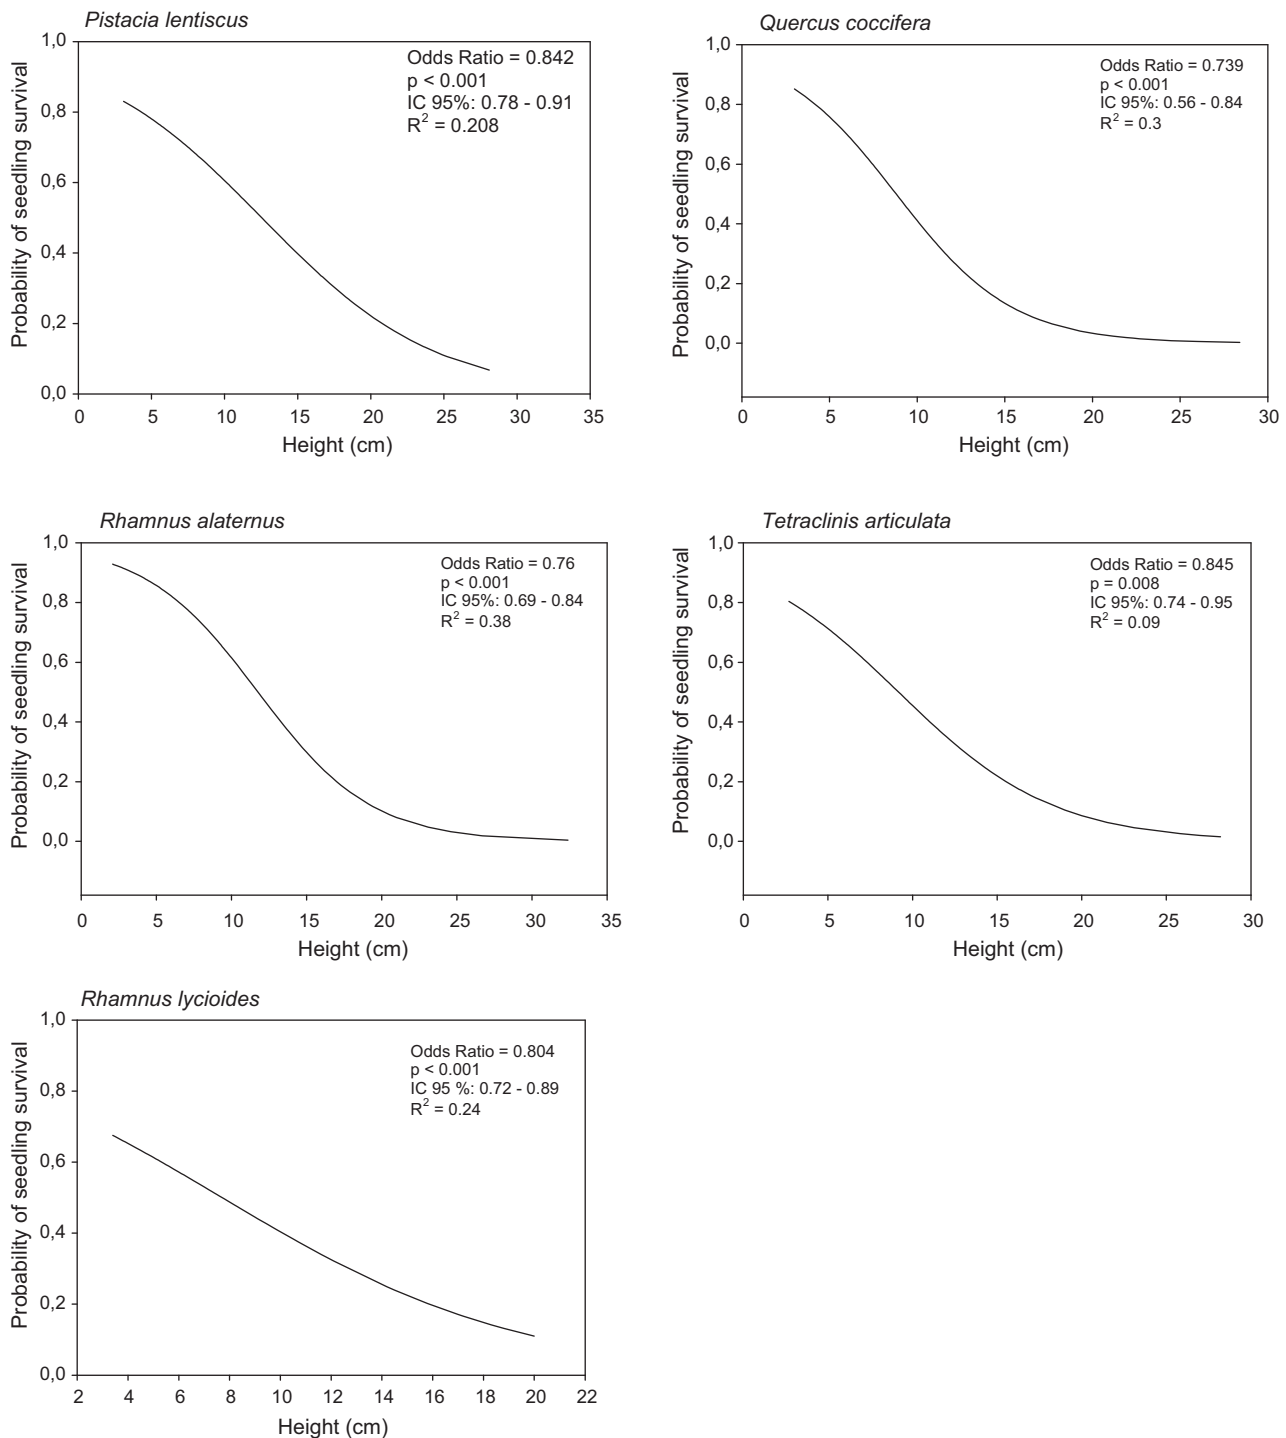 Pistacia lentiscus
Odds Ratio = 0.842
p < 0.001
IC 95%: 0.78 - 0.91
R² = 0.208
Probability of seedling survival
1,0
0,8
0,6
0,4
0,2
0,0
0 5 10 15 20 25 30 35
Height (cm)
Quercus coccifera
Odds Ratio = 0.739
p < 0.001
IC 95%: 0.56 - 0.84
R² = 0.3
Probability of seedling survival
1,0
0,8
0,6
0,4
0,2
0,0
0 5 10 15 20 25 30
Height (cm)
Rhamnus alaternus
Odds Ratio = 0.76
p < 0.001
IC 95%: 0.69 - 0.84
R² = 0.38
Probability of seedling survival
1,0
0,8
0,6
0,4
0,2
0,0
0 5 10 15 20 25 30 35
Height (cm)
Tetraclinis articulata
Odds Ratio = 0.845
p = 0.008
IC 95%: 0.74 - 0.95
R² = 0.09
Probability of seedling survival
1,0
0,8
0,6
0,4
0,2
0,0
0 5 10 15 20 25 30
Height (cm)
Rhamnus lycioides
Odds Ratio = 0.804
p < 0.001
IC 95 %: 0.72 - 0.89
R² = 0.24
Probability of seedling survival
1,0
0,8
0,6
0,4
0,2
0,0
2 4 6 8 10 12 14 16 18 20 22
Height (cm)